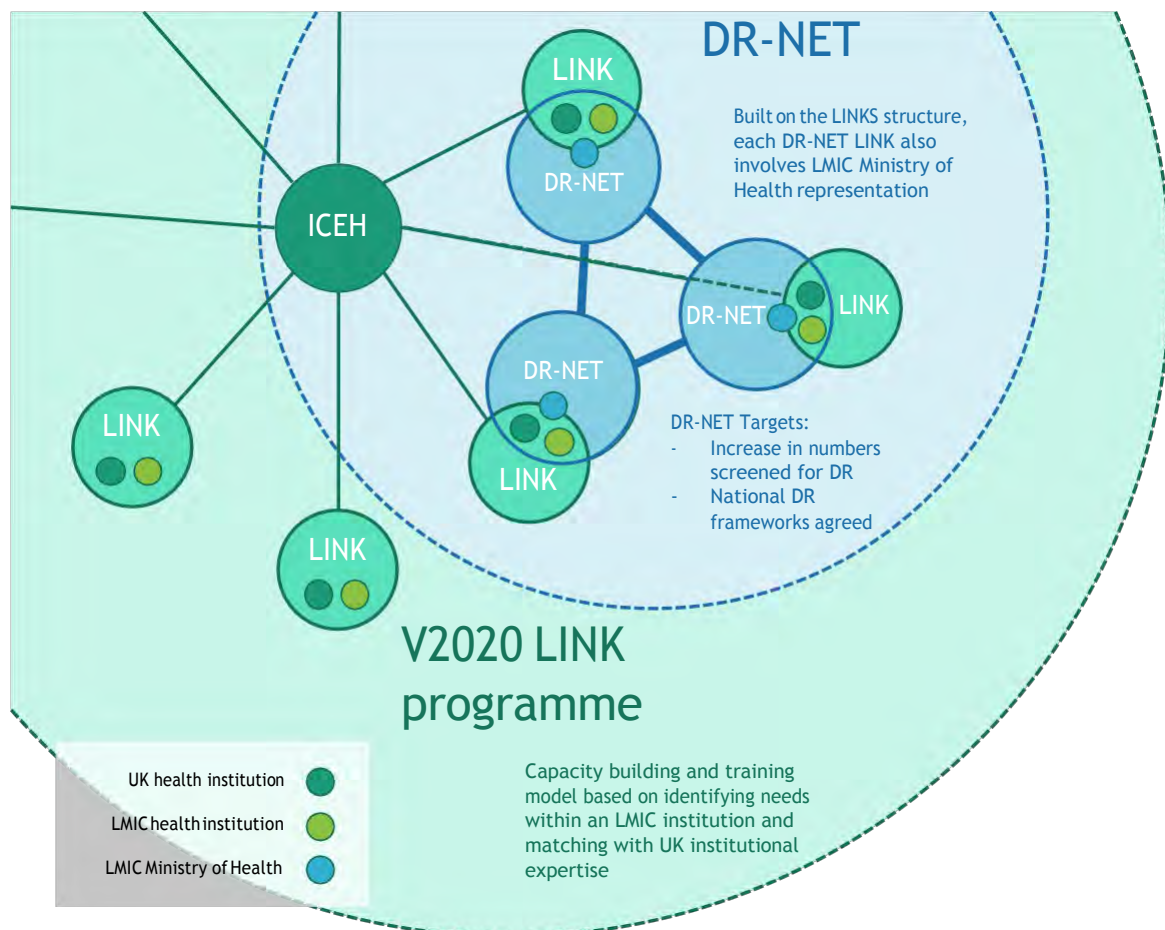 DR-NET
LINK
Built on the LINKS structure,
each DR-NET LINK also
involves LMIC Ministry of
Health representation
DR-NET
ICEH
DR-NET
LINK
DR-NET
LINK
LINK
DR-NET Targets:
- Increase in numbers
screened for DR
- National DR
frameworks agreed
LINK
V2020 LINK
programme
UK health institution
LMIC health institution
LMIC Ministry of Health
Capacity building and training
model based on identifying needs
within an LMIC institution and
matching with UK institutional
expertise